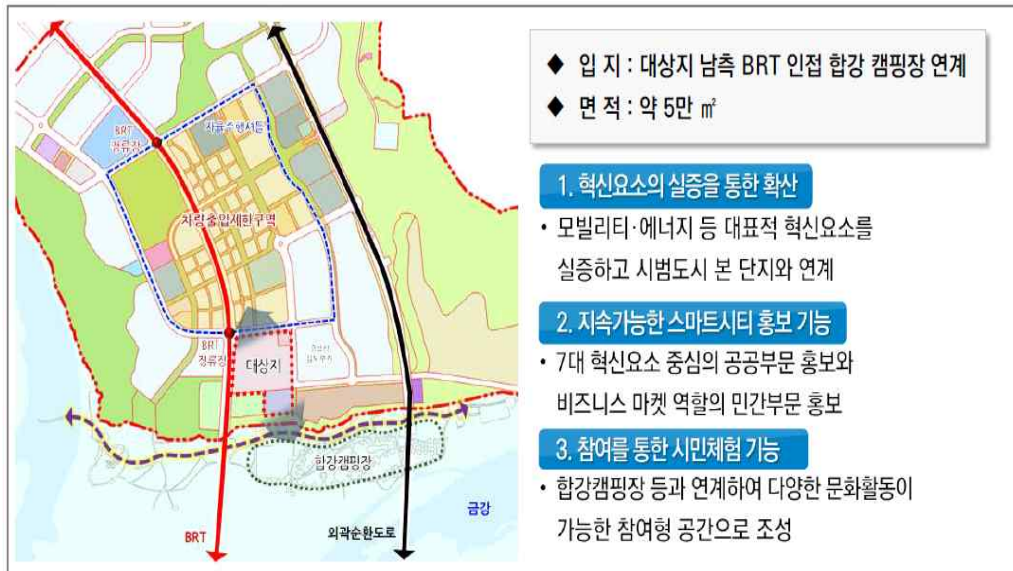 BRT
정류장
자율주행셔틀
차량출입제한구역
BRT
정류장
대상지
합강캠핑장
금강
BRT
외곽순환도로
◆ 입 지 : 대상지 남측 BRT 인접 합강 캠핑장 연계
◆ 면 적 : 약 5만 ㎡
1. 혁신요소의 실증을 통한 확산
• 모빌리티·에너지 등 대표적 혁신요소를
실증하고 시범도시 본 단지와 연계
2. 지속가능한 스마트시티 홍보 기능
• 7대 혁신요소 중심의 공공부문 홍보와
비즈니스 마켓 역할의 민간부문 홍보
3. 참여를 통한 시민체험 기능
• 합강캠핑장 등과 연계하여 다양한 문화활동이
가능한 참여형 공간으로 조성